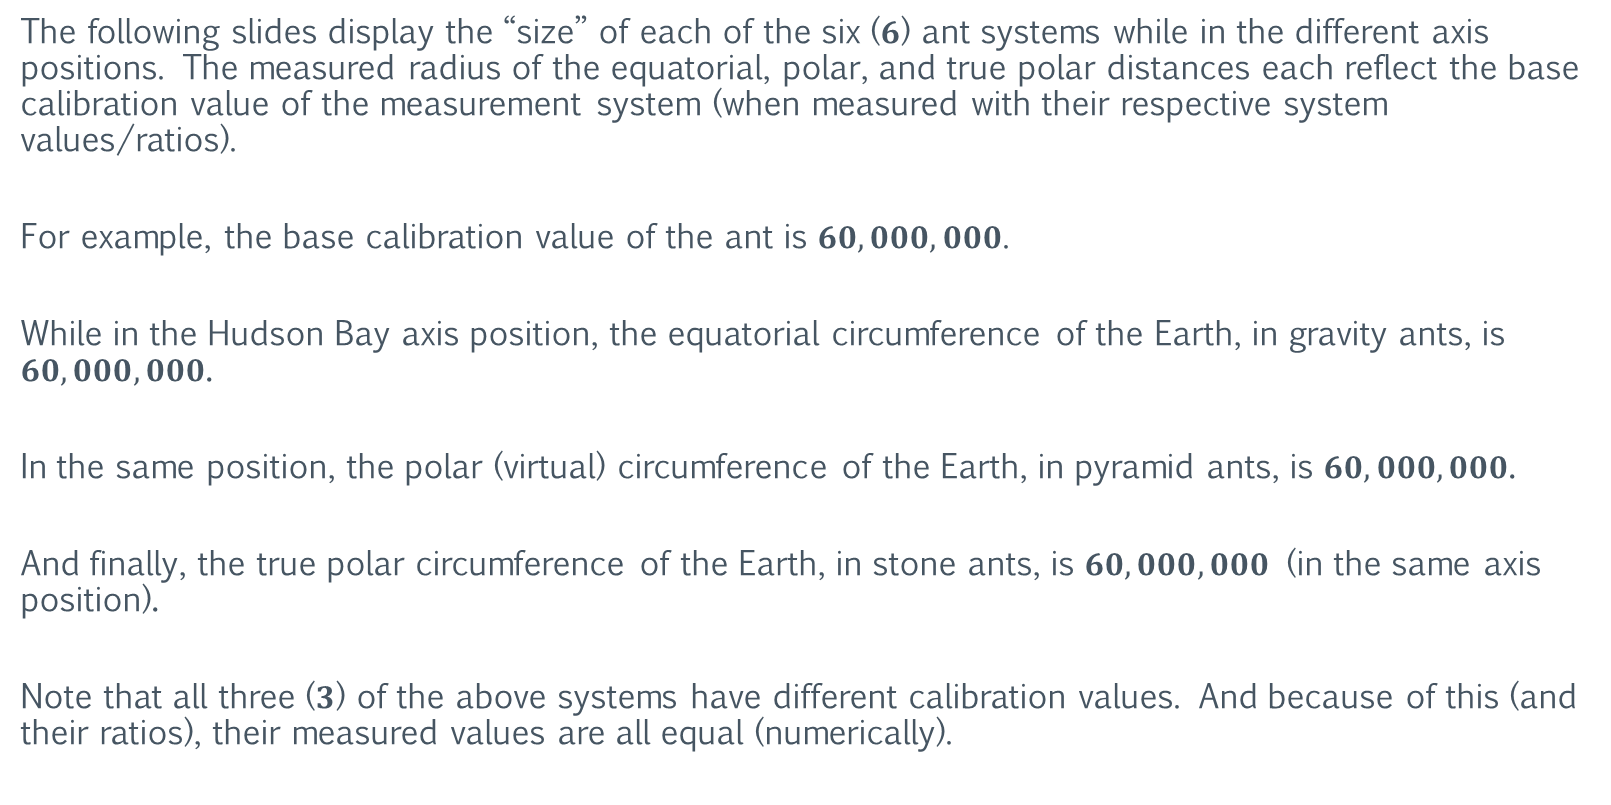 The following slides display the “size” of each of the six (6) ant systems while in the different axis
positions. The measured radius of the equatorial, polar, and true polar distances each reflect the base
calibration value of the measurement system (when measured with their respective system
values/ratios).
For example, the base calibration value of the ant is 60,000,000.
While in the Hudson Bay axis position, the equatorial circumference of the Earth, in gravity ants, is
60,000,000.
In the same position, the polar (virtual) circumference of the Earth, in pyramid ants, is 60,000,000.
And finally, the true polar circumference of the Earth, in stone ants, is 60,000,000 (in the same axis
position).
Note that all three (3) of the above systems have different calibration values. And because of this (and
their ratios), their measured values are all equal (numerically).